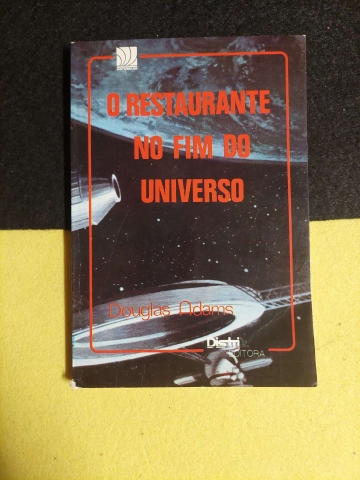 O RESTAURANTE
NO FIM DO
UNIVERSO
Douglas Adams
Distri
EDITORA